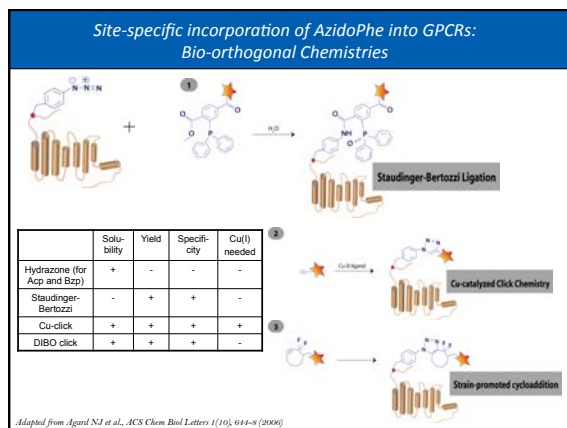 Site-specific incorporation of AzidoPhe into GPCRs:
Bio-orthogonal Chemistries
1
N N N
O
O
O
P
+
H₂O
O
O
NH
O
P
Staudinger-Bertozzi Ligation
Solu-
bility
Yield
Specifi-
city
Cu(I)
needed
Hydrazone (for
Acp and Bzp)
+ - - -
Staudinger-
Bertozzi
- + + -
Cu-click
+ + + +
DIBO click
+ + + -
2
N N
N
Cu-catalyzed Click Chemistry
3
F
F
N N
N
F F
Strain-promoted cycloaddition
Adapted from Agard NJ et al., ACS Chem Biol Letters 1(10), 644-8 (2006)